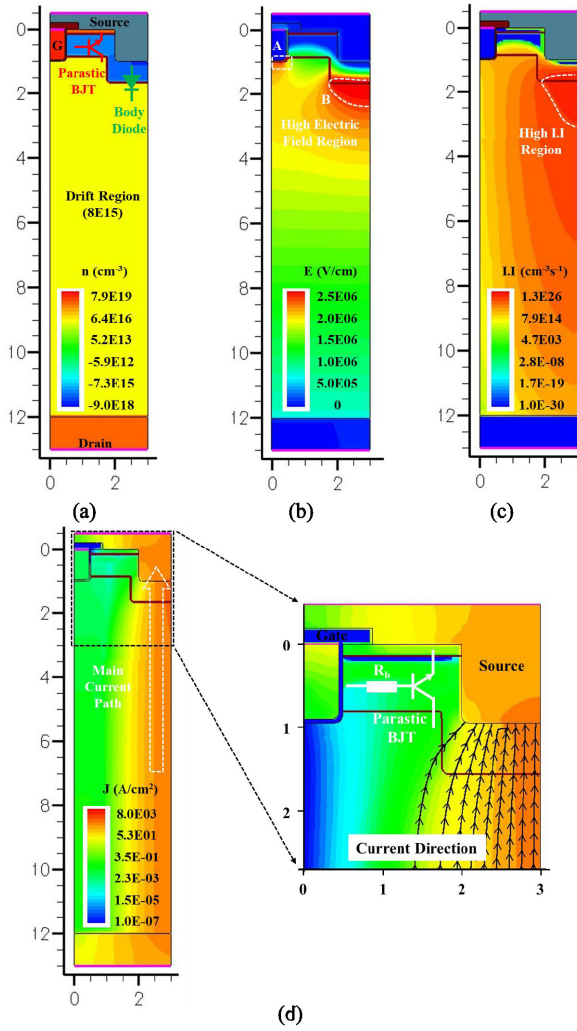 0
2
4
6
8
10
12
0
2
Source
G
Parastic
BJT
Body
Diode
Drift Region
(8E15)
n (cm-3)
7.9E19
6.4E16
5.2E13
-5.9E12
-7.3E15
-9.0E18
Drain
(a)
0
2
4
6
8
10
12
0
2
A
B
High Electric
Field Region
E (V/cm)
2.5E06
2.0E06
1.5E06
1.0E06
5.0E05
0
(b)
0
2
4
6
8
10
12
0
2
High I.I
Region
I.I (cm-3s-1)
1.3E26
7.9E14
4.7E03
2.8E-08
1.7E-19
1.0E-30
(c)
0
2
4
6
8
10
12
0
2
Main
Current
Path
J (A/cm2)
8.0E03
5.3E01
3.5E-01
2.3E-03
1.5E-05
1.0E-07
0
1
2
0
1
2
3
Gate
Source
Rb
Parastic
BJT
Current Direction
(d)